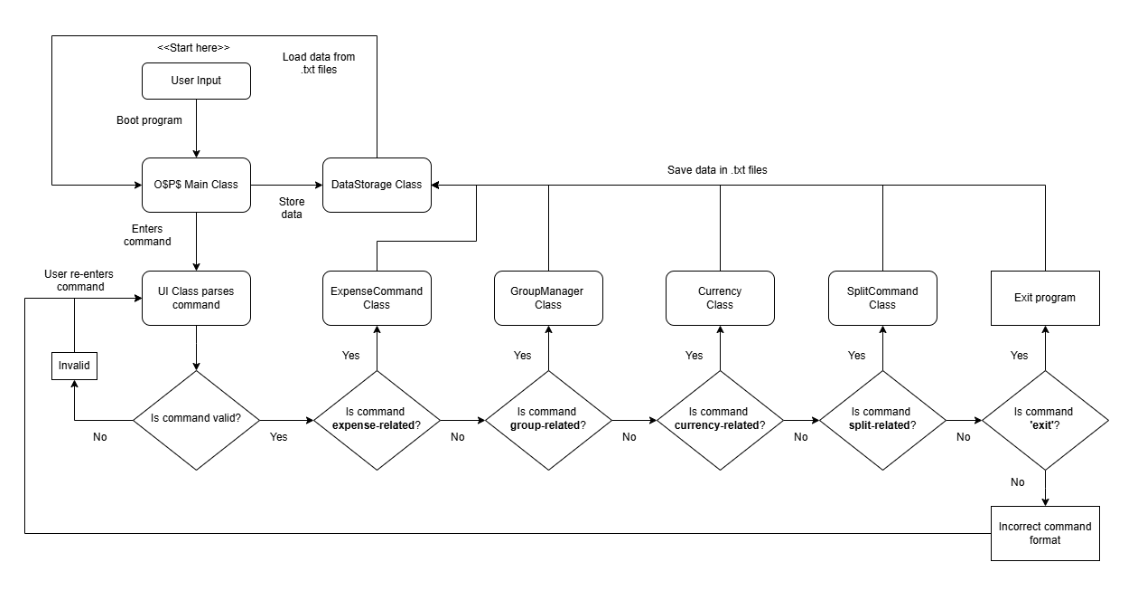 <<Start here>>
User Input
Load data from
.txt files
Boot program
O$P$ Main Class
Store
data
DataStorage Class
Save data in .txt files
Enters
command
User re-enters
command
UI Class parses
command
ExpenseCommand
Class
GroupManager
Class
Currency
Class
SplitCommand
Class
Exit program
Invalid
Yes
Yes
Yes
Yes
Yes
Is command valid?
Is command
expense-related?
Is command
group-related?
Is command
currency-related?
Is command
split-related?
Is command
'exit'?
No
Yes
No
No
No
No
No
Incorrect command
format